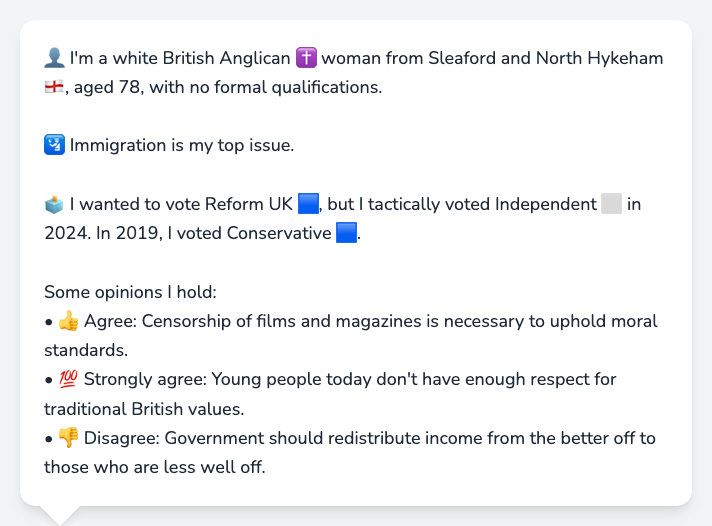 👤 I'm a white British Anglican ✝️ woman from Sleaford and North Hykeham
🏴󠁧󠁢󠁥󠁮󠁧󠁿, aged 78, with no formal qualifications.
🛂 Immigration is my top issue.
🗳️ I wanted to vote Reform UK 🟦, but I tactically voted Independent ⬜ in
2024. In 2019, I voted Conservative 🟦.
Some opinions I hold:
• 👍 Agree: Censorship of films and magazines is necessary to uphold moral
standards.
• 💯 Strongly agree: Young people today don't have enough respect for
traditional British values.
• 👎 Disagree: Government should redistribute income from the better off to
those who are less well off.